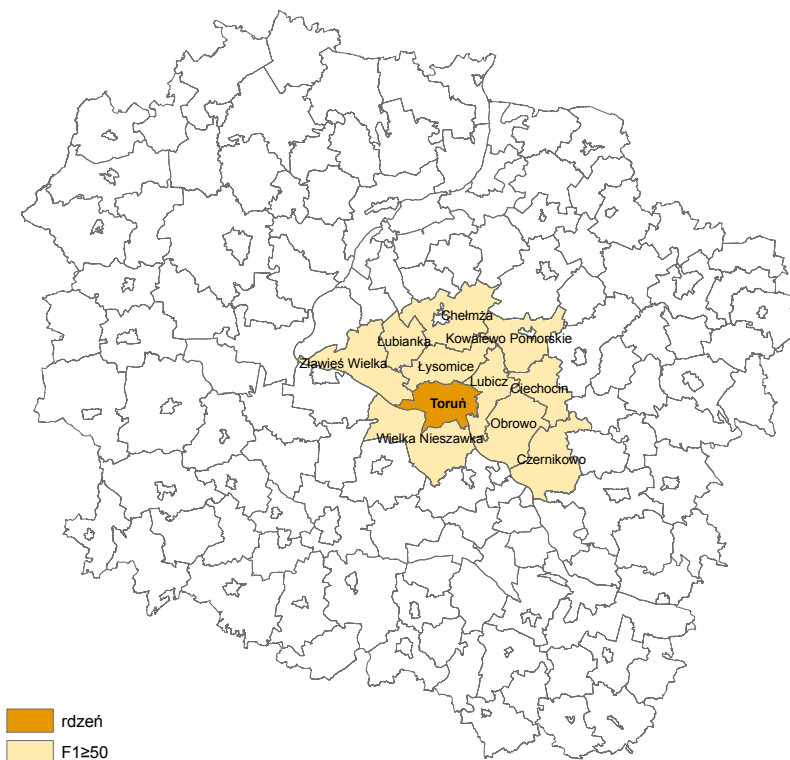 Chełmża
Kowalewo Pomorskie
Łubianka
Zławieś Wielka
Łysomice
Lubicz
Ciechocin
Toruń
Obrowo
Wielka Nieszawka
Czernikowo
rdzeń
F1≥50